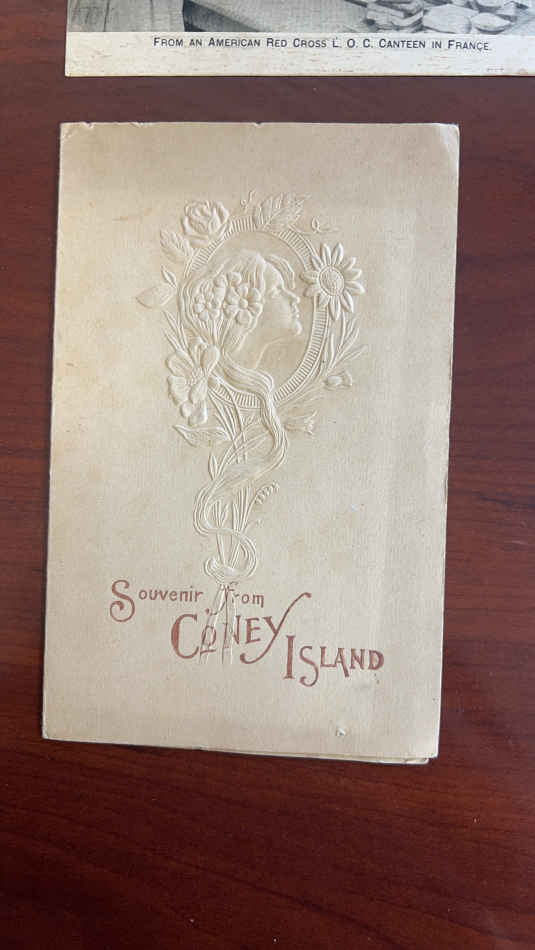 FROM AN AMERICAN RED CROSS L. O. C. CANTEEN IN FRANCE.
Souvenir from
CONEY
ISLAND